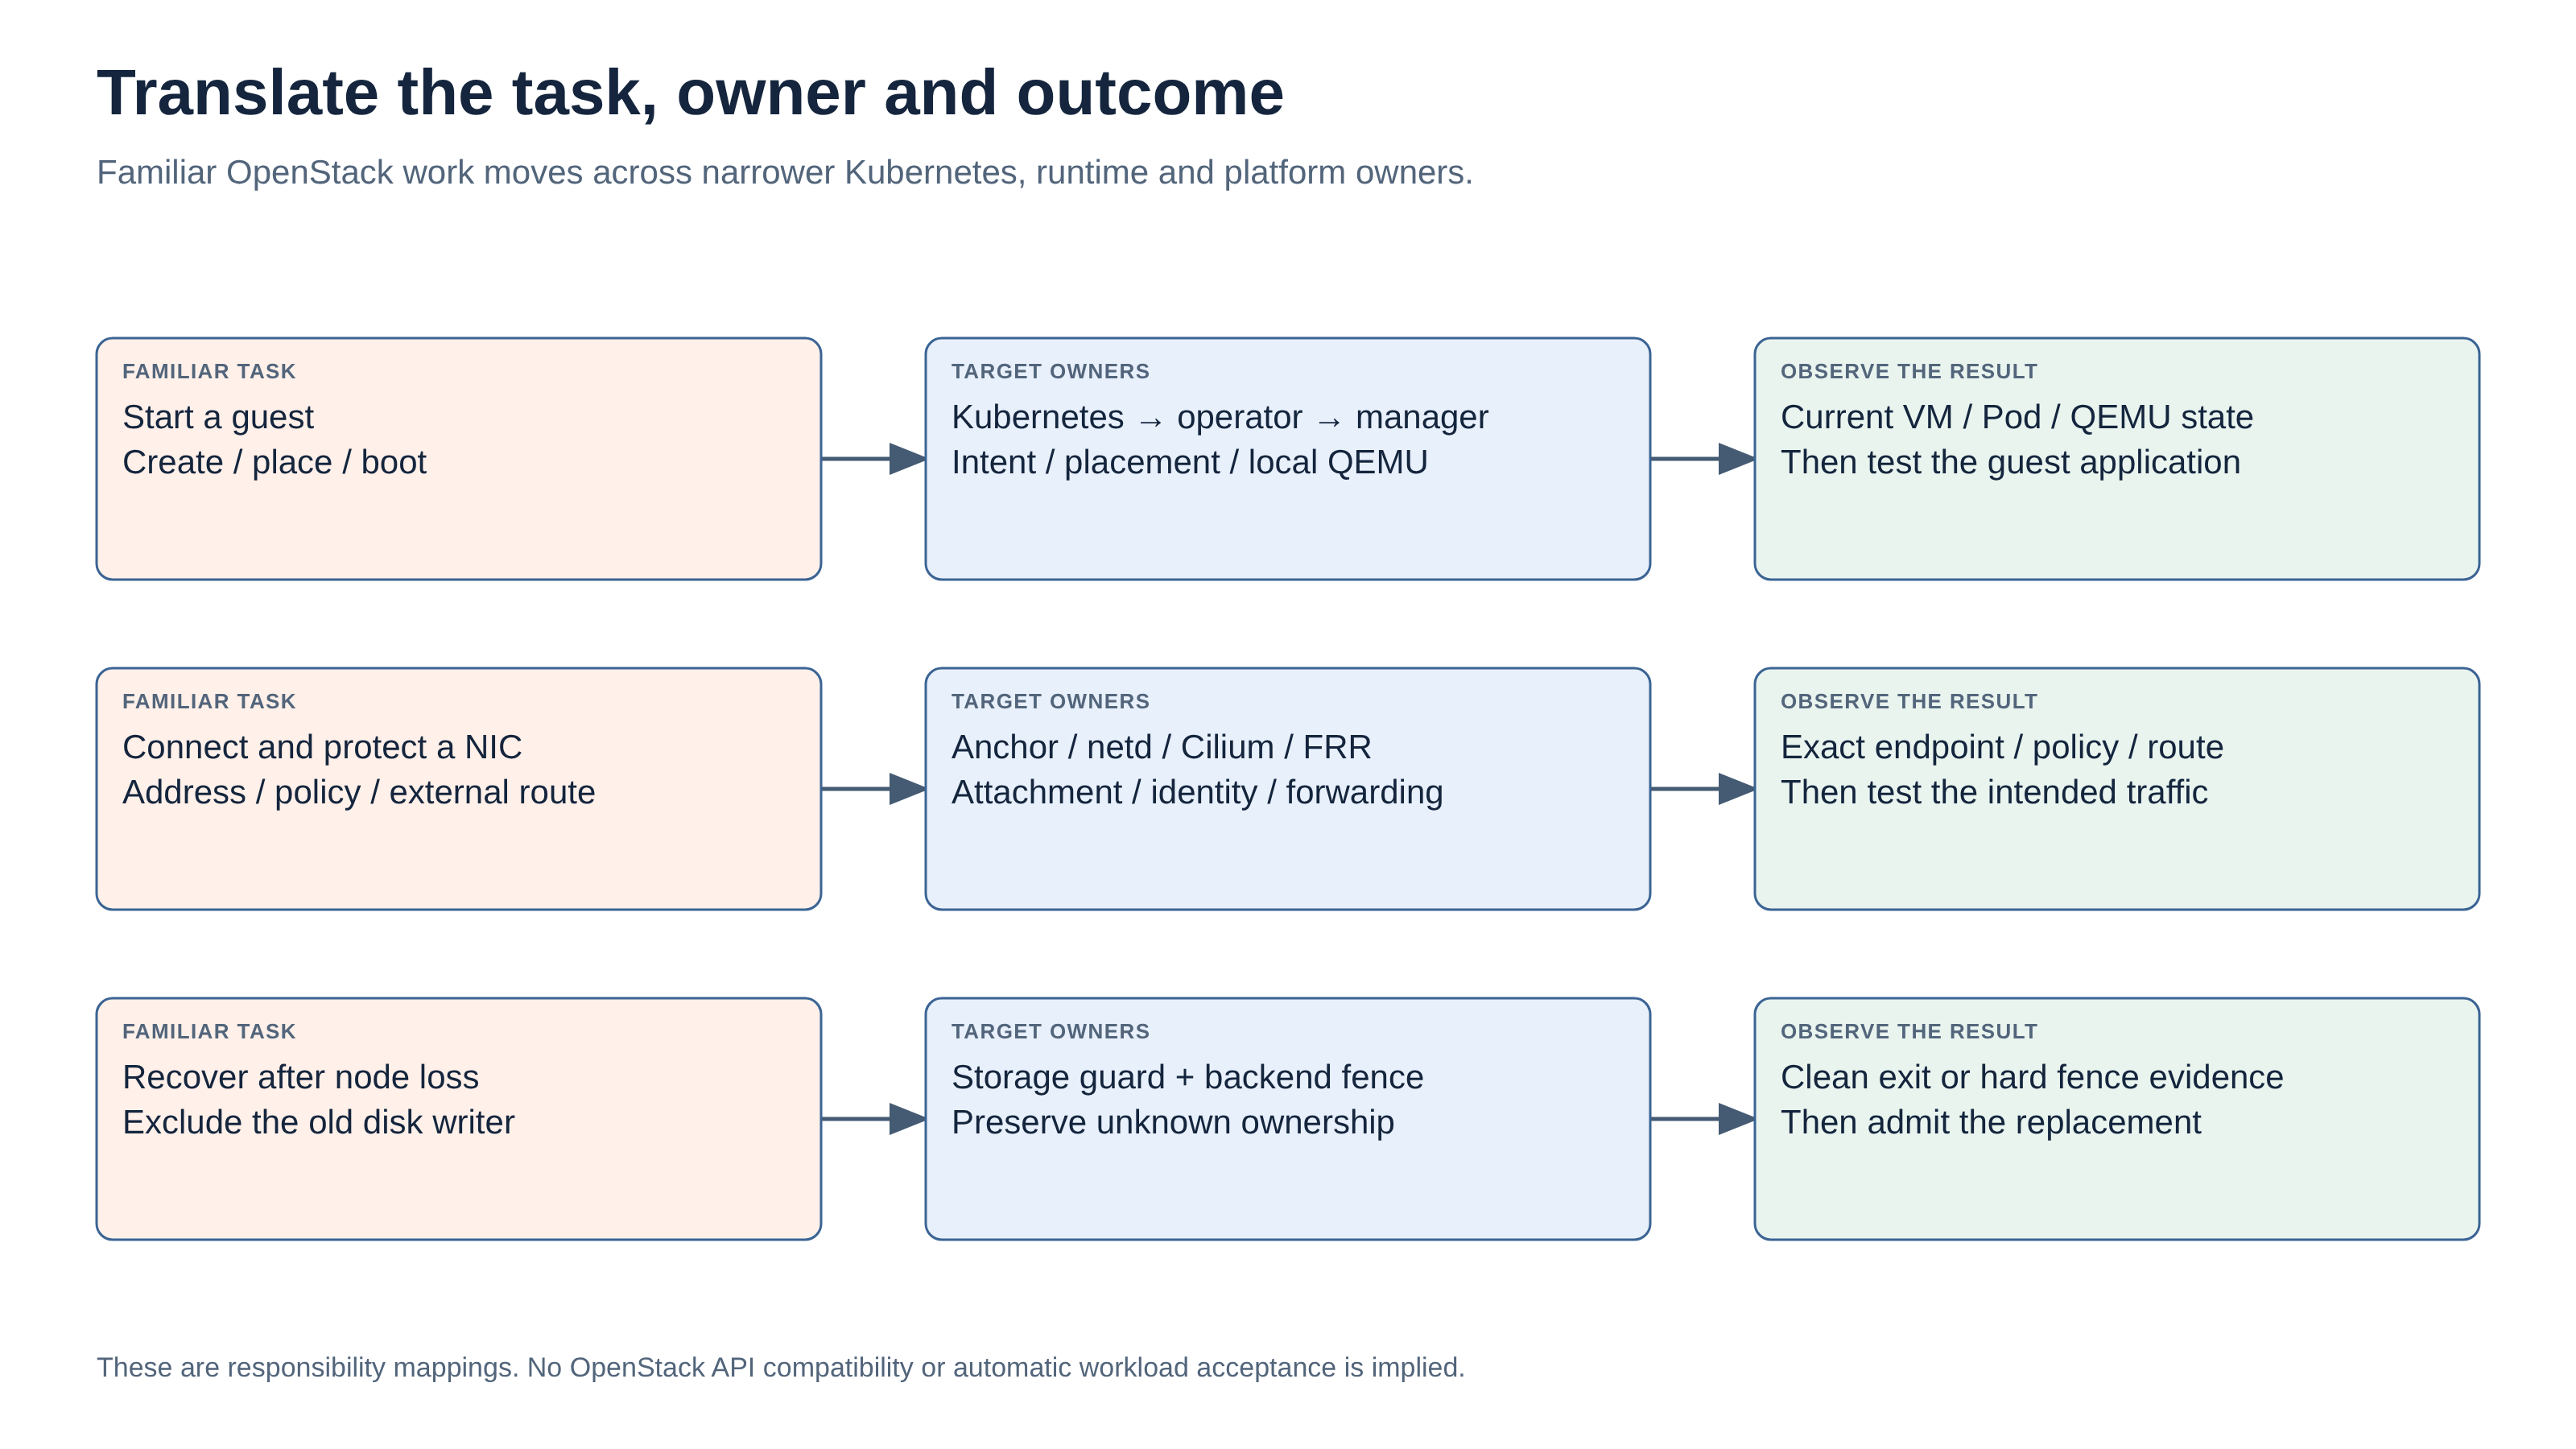 Translate the task, owner and outcome
Familiar OpenStack work moves across narrower Kubernetes, runtime and platform owners.
FAMILIAR TASK
Start a guest
Create / place / boot
TARGET OWNERS
Kubernetes → operator → manager
Intent / placement / local QEMU
OBSERVE THE RESULT
Current VM / Pod / QEMU state
Then test the guest application
FAMILIAR TASK
Connect and protect a NIC
Address / policy / external route
TARGET OWNERS
Anchor / netd / Cilium / FRR
Attachment / identity / forwarding
OBSERVE THE RESULT
Exact endpoint / policy / route
Then test the intended traffic
FAMILIAR TASK
Recover after node loss
Exclude the old disk writer
TARGET OWNERS
Storage guard + backend fence
Preserve unknown ownership
OBSERVE THE RESULT
Clean exit or hard fence evidence
Then admit the replacement
These are responsibility mappings. No OpenStack API compatibility or automatic workload acceptance is implied.